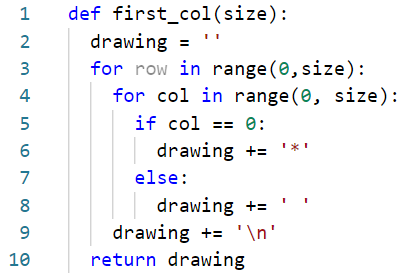 1 def first_col(size):
2   drawing = ''
3   for row in range(0,size):
4     for col in range(0, size):
5       if col == 0:
6         drawing += '*'
7       else:
8         drawing += ' '
9     drawing += '\n'
10   return drawing